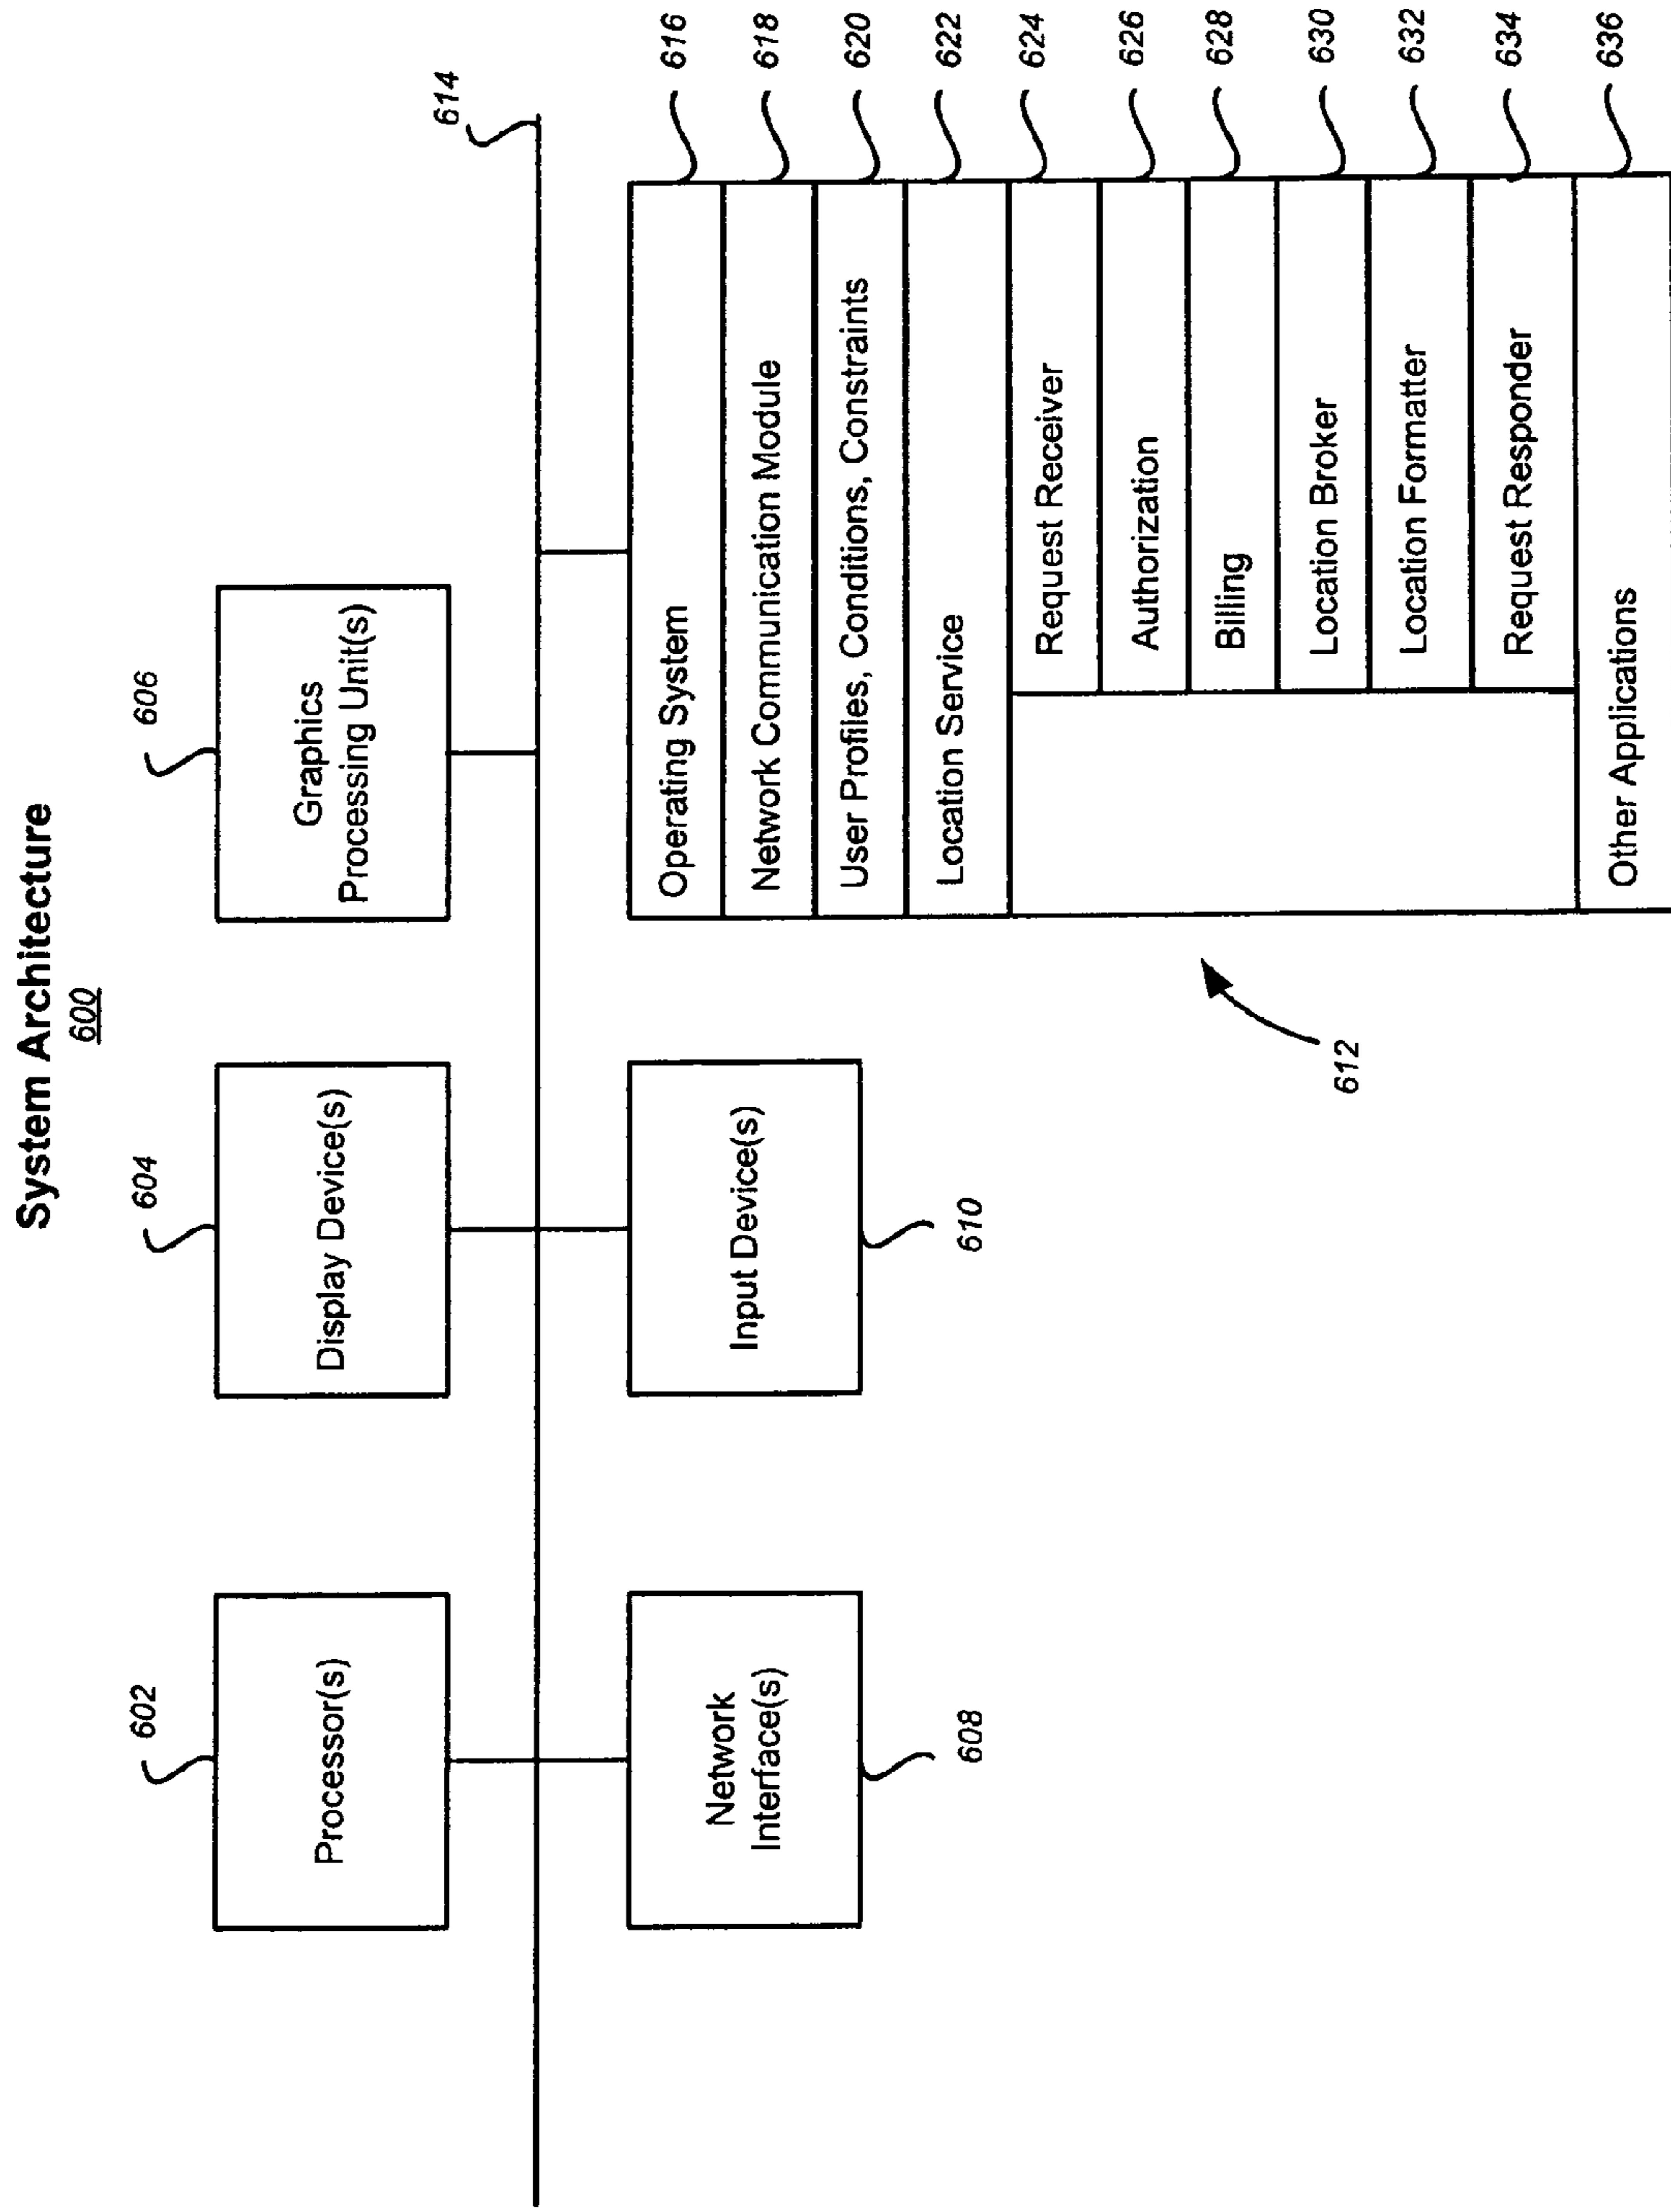 System Architecture
600
602
604
606
Processor(s)
Display Device(s)
Graphics
Processing Unit(s)
614
Network
Interface(s)
Input Device(s)
608
610
612
Operating System
616
Network Communication Module
618
User Profiles, Conditions, Constraints
620
Location Service
622
Request Receiver
624
Authorization
626
Billing
628
Location Broker
630
Location Formatter
632
Request Responder
634
Other Applications
636